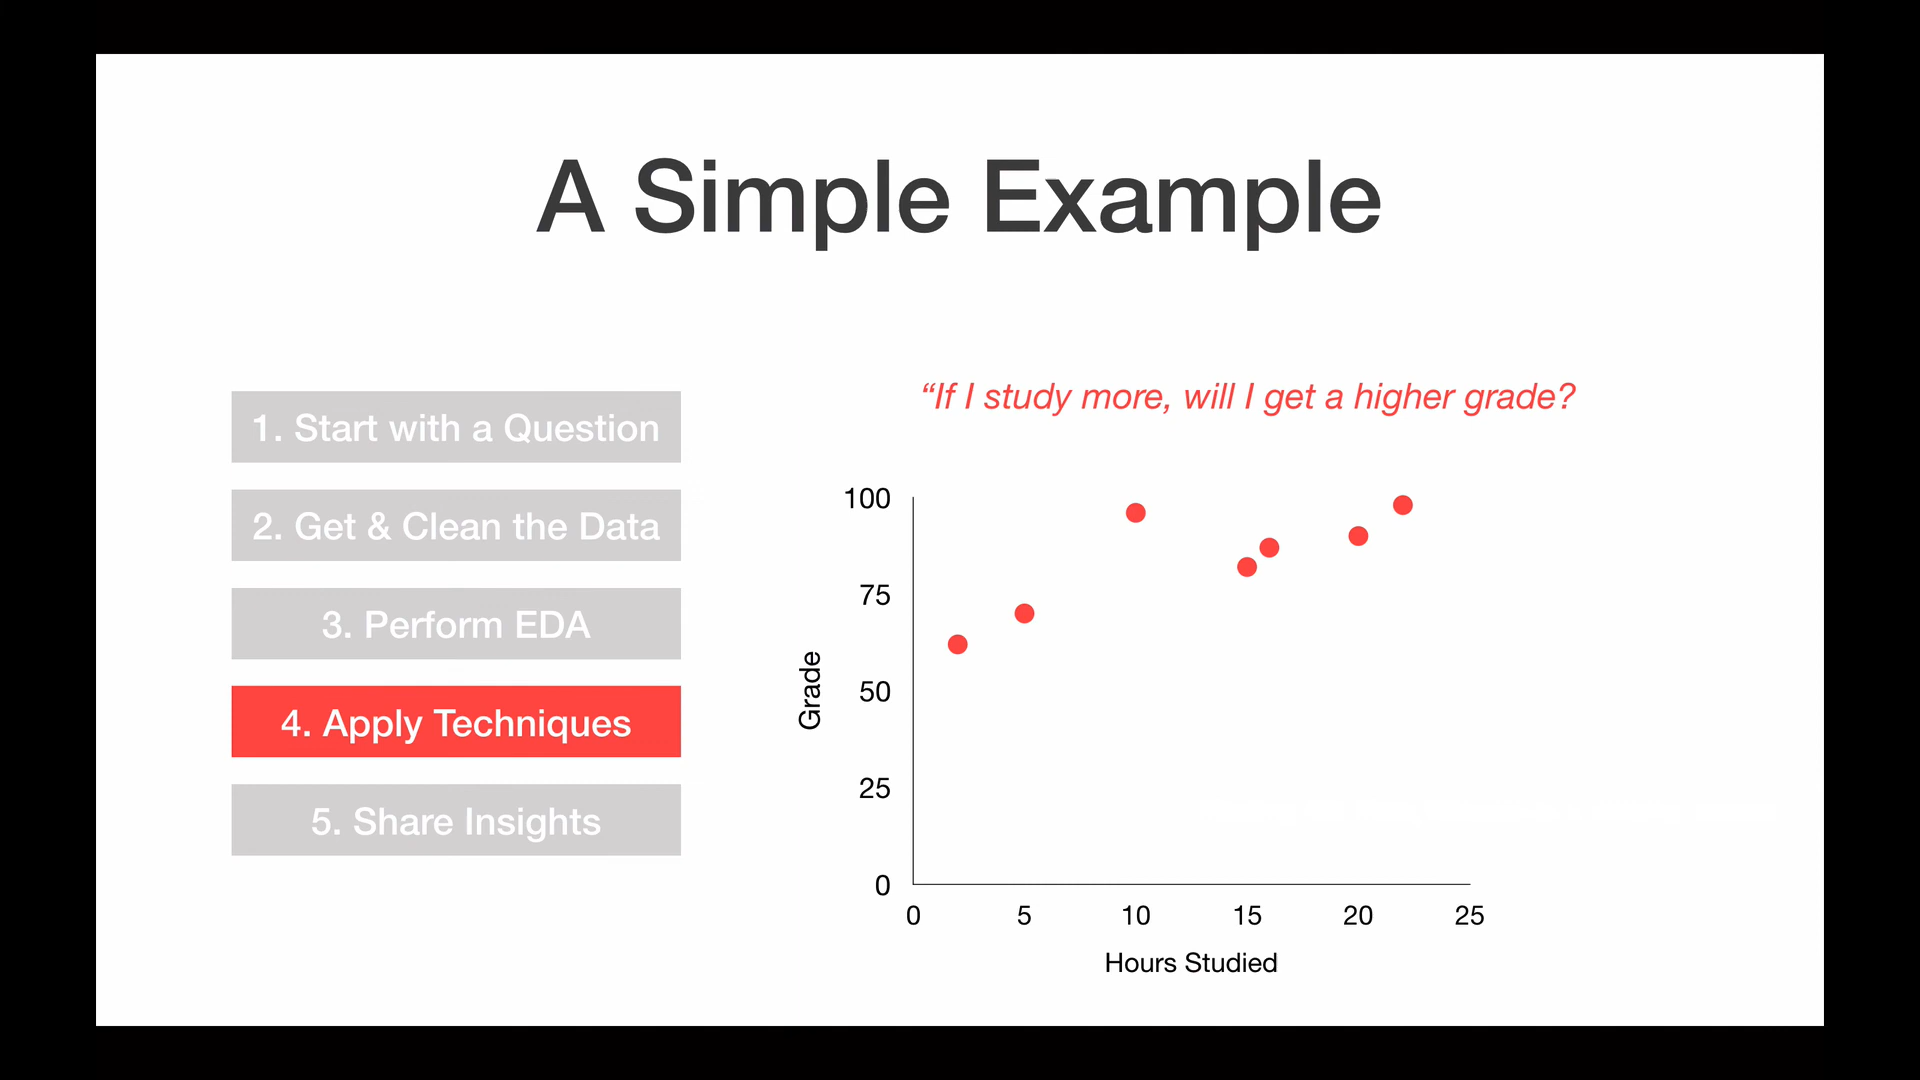 A Simple Example
1. Start with a Question
2. Get & Clean the Data
3. Perform EDA
4. Apply Techniques
5. Share Insights
“If I study more, will I get a higher grade?
100
75
50
25
0
Grade
0 5 10 15 20 25
Hours Studied